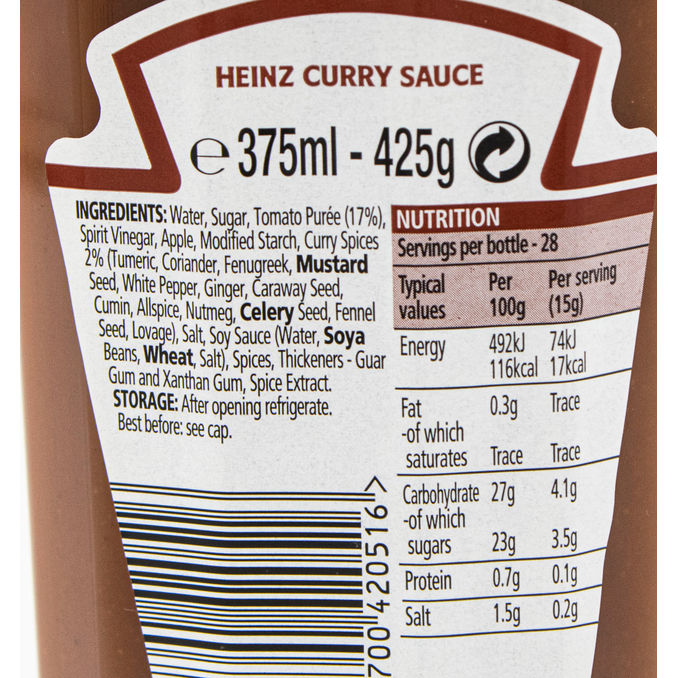 HEINZ CURRY SAUCE
℮ 375ml - 425g
INGREDIENTS: Water, Sugar, Tomato Purée (17%),
Spirit Vinegar, Apple, Modified Starch, Curry Spices
2% (Tumeric, Coriander, Fenugreek, Mustard
Seed, White Pepper, Ginger, Caraway Seed,
Cumin, Allspice, Nutmeg, Celery Seed, Fennel
Seed, Lovage), Salt, Soy Sauce (Water, Soya
Beans, Wheat, Salt), Spices, Thickeners - Guar
Gum and Xanthan Gum, Spice Extract.
STORAGE: After opening refrigerate.
Best before: see cap.
NUTRITION
Servings per bottle - 28
Typical values Per 100g Per serving (15g)
Energy 492kJ 74kJ
116kcal 17kcal
Fat 0.3g Trace
-of which
saturates Trace Trace
Carbohydrate 27g 4.1g
-of which
sugars 23g 3.5g
Protein 0.7g 0.1g
Salt 1.5g 0.2g
700420516 >